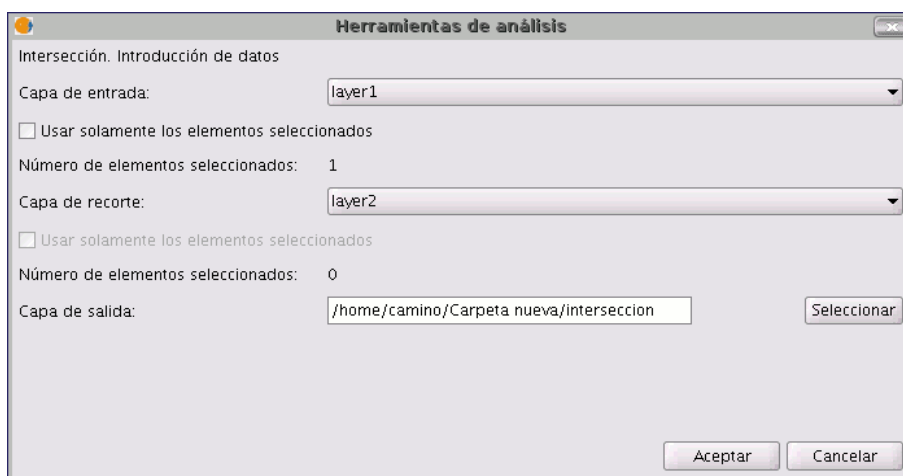 Herramientas de análisis
Intersección. Introducción de datos
Capa de entrada: layer1
Usar solamente los elementos seleccionados
Número de elementos seleccionados: 1
Capa de recorte: layer2
Usar solamente los elementos seleccionados
Número de elementos seleccionados: 0
Capa de salida: /home/camino/Carpeta nueva/interseccion Seleccionar
Aceptar Cancelar